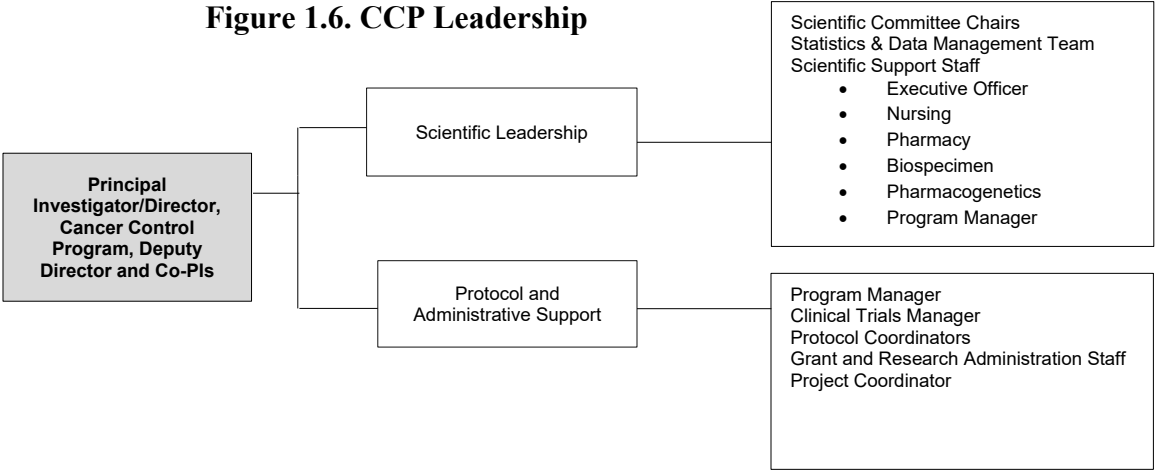 Figure 1.6. CCP Leadership
Principal
Investigator/Director,
Cancer Control
Program, Deputy
Director and Co-PIs
Scientific Leadership
Protocol and
Administrative Support
Scientific Committee Chairs
Statistics & Data Management Team
Scientific Support Staff
• Executive Officer
• Nursing
• Pharmacy
• Biospecimen
• Pharmacogenetics
• Program Manager
Program Manager
Clinical Trials Manager
Protocol Coordinators
Grant and Research Administration Staff
Project Coordinator